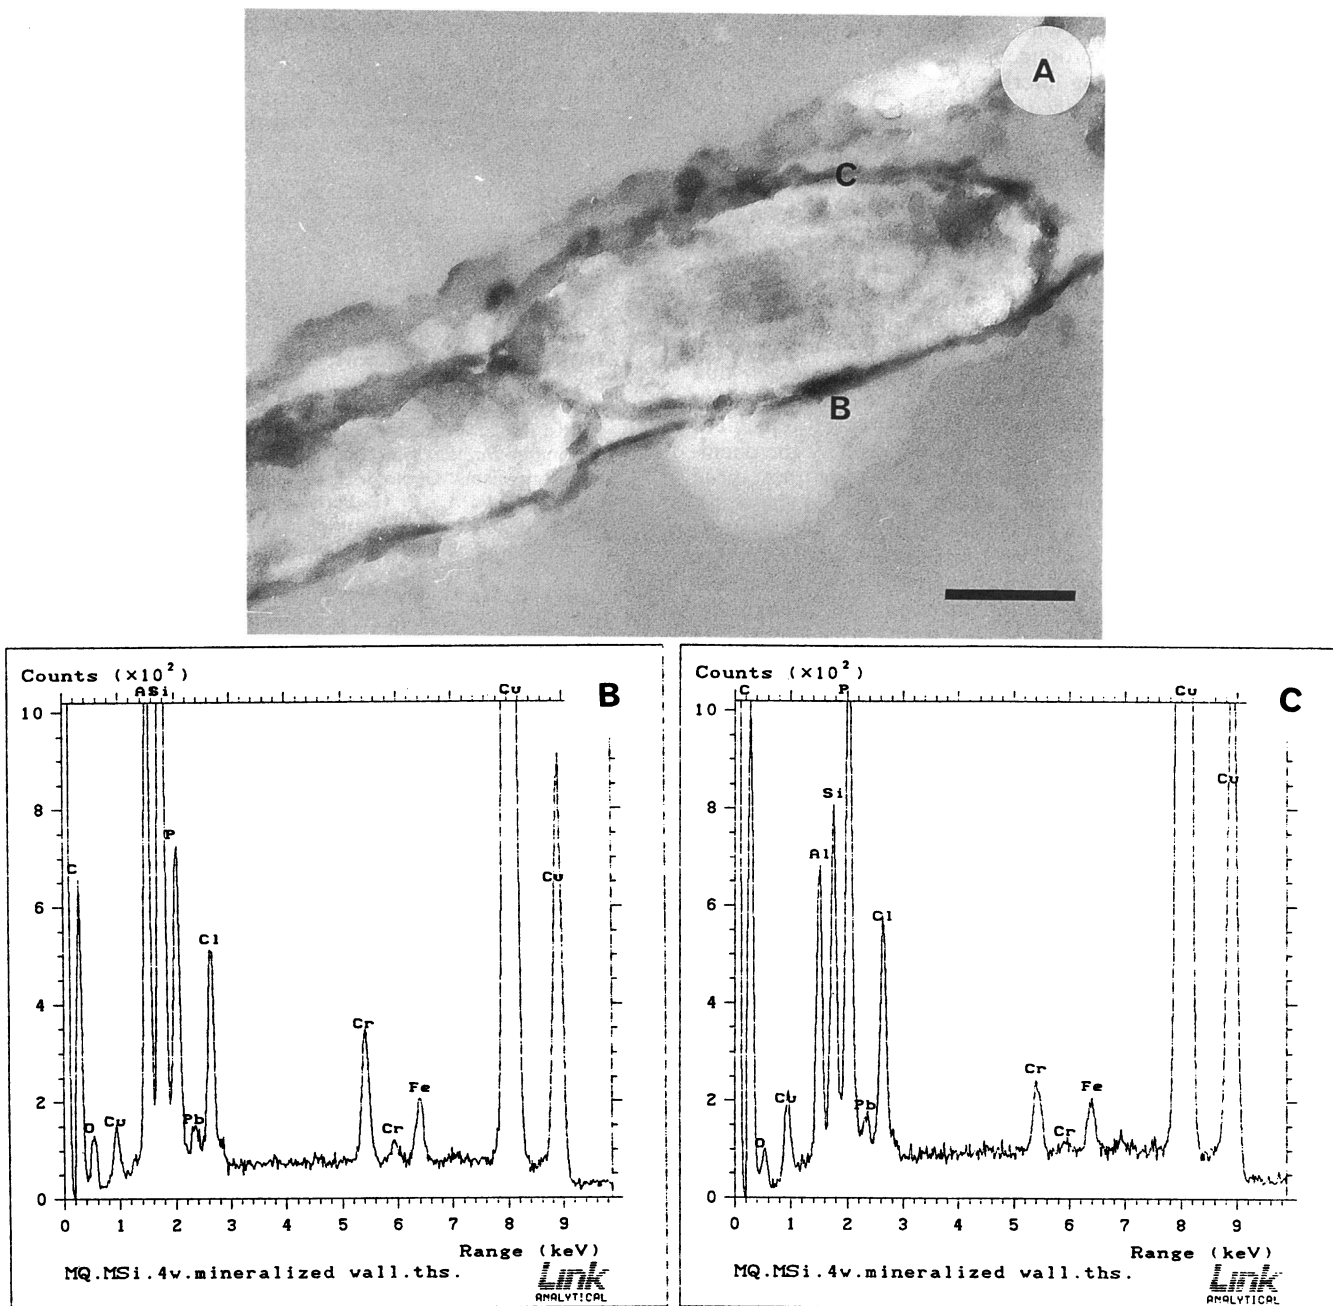 A
C
B
Counts (×10²)
B
ASi
Cu
10
8
6
4
2
0
C
O
Cu
P
Pb
Cl
Cr
Cr
Fe
Cu
0 1 2 3 4 5 6 7 8 9
Range (keV)
MQ.MSi.4w.mineralized wall.ths.
Link
ANALYTICAL
Counts (×10²)
C
C
P
Cu
10
8
6
4
2
0
O
Cu
Al
Si
Pb
Cl
Cr
Cr
Fe
Cu
0 1 2 3 4 5 6 7 8 9
Range (keV)
MQ.MSi.4w.mineralized wall.ths.
Link
ANALYTICAL